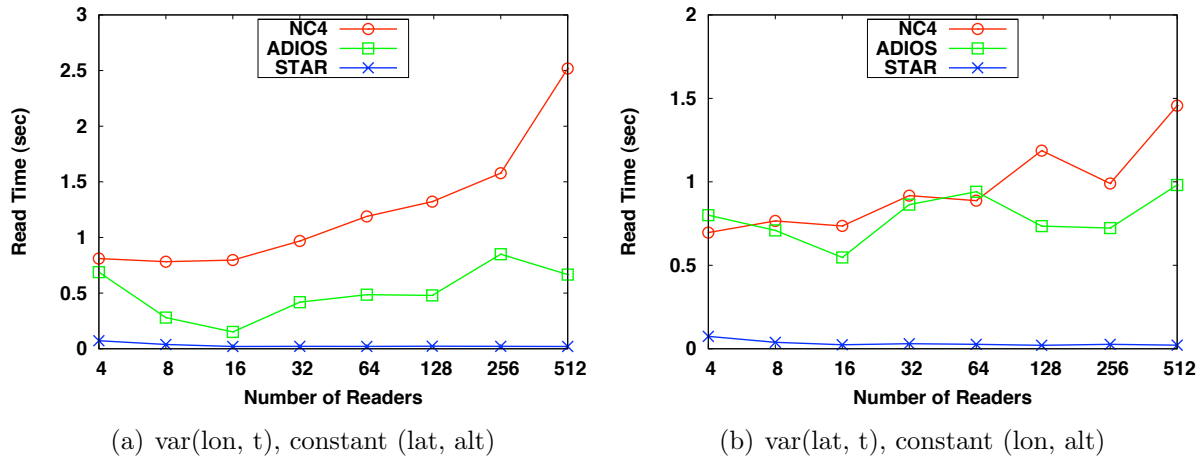 3
2.5
2
1.5
1
0.5
0
Read Time (sec)
NC4
ADIOS
STAR
4 8 16 32 64 128 256 512
Number of Readers
(a) var(lon, t), constant (lat, alt)
2
1.5
1
0.5
0
Read Time (sec)
NC4
ADIOS
STAR
4 8 16 32 64 128 256 512
Number of Readers
(b) var(lat, t), constant (lon, alt)